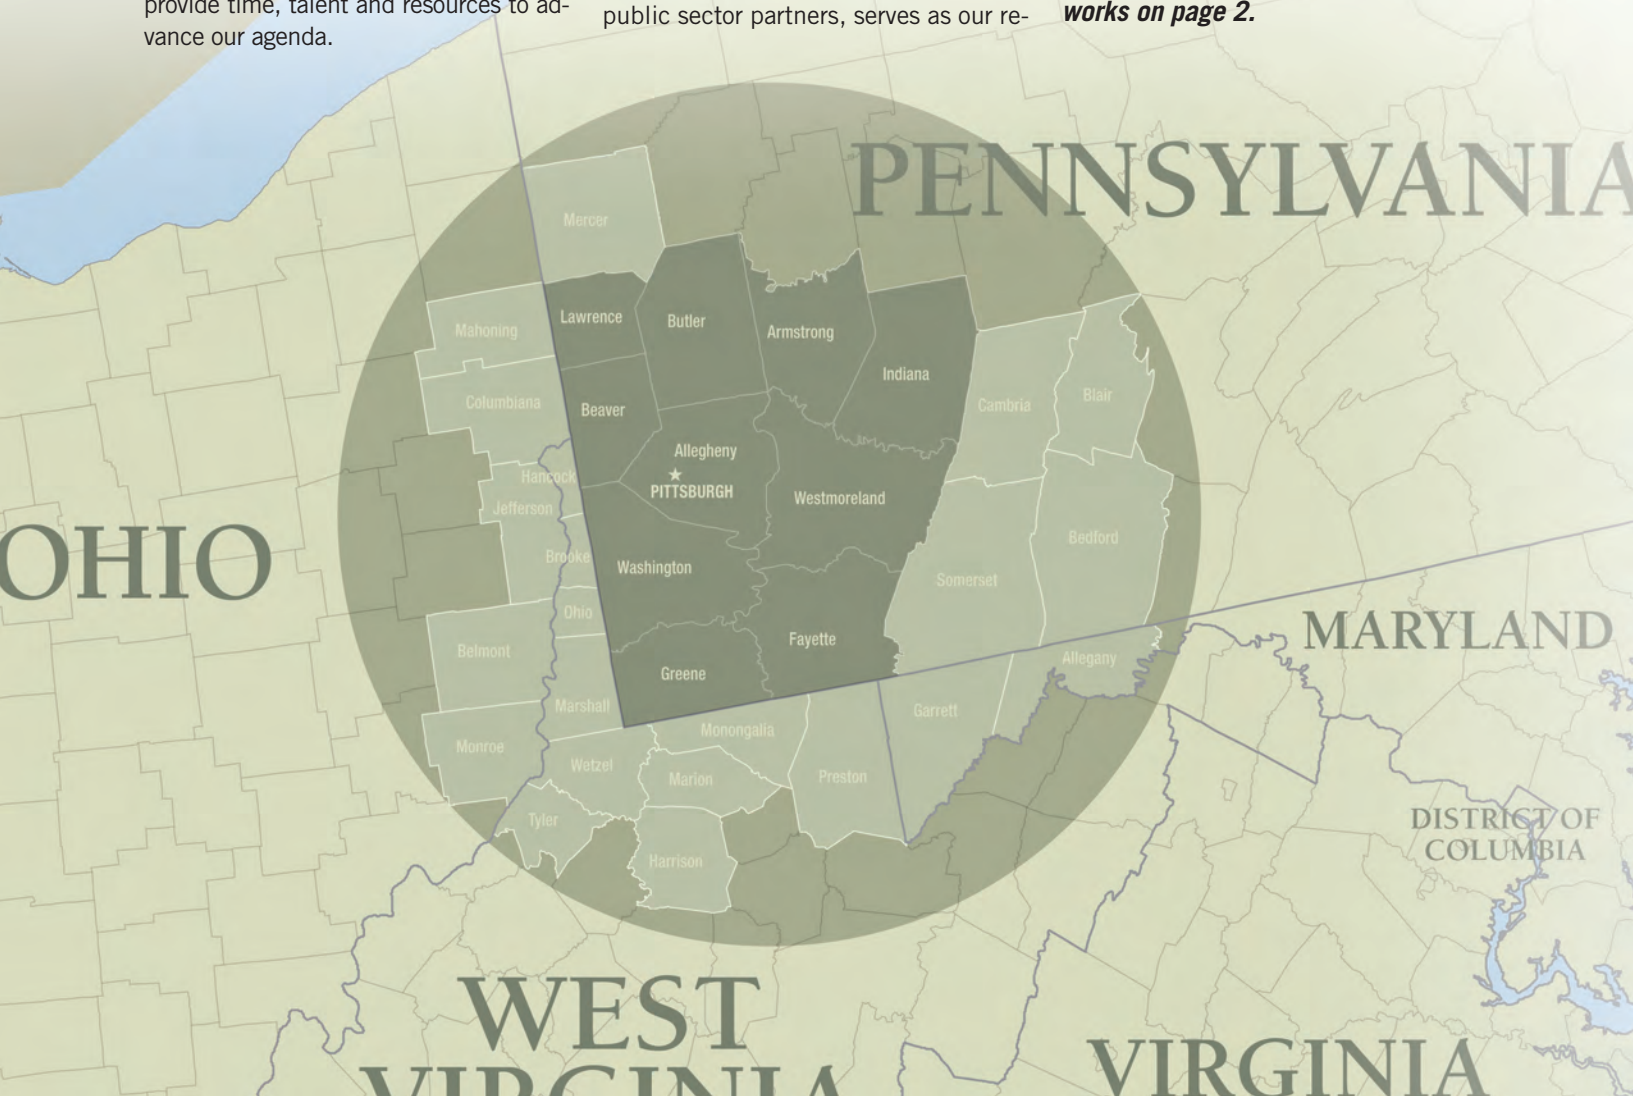 provide time, talent and resources to ad-
vance our agenda.
public sector partners, serves as our re-
works on page 2.
PENNSYLVANIA
Mercer
Lawrence
Butler
Armstrong
Mahoning
Indiana
Columbiana
Beaver
Cambria
Blair
Allegheny
PITTSBURGH
Hancock
Jefferson
Westmoreland
Bedford
OHIO
Brooke
Washington
Somerset
Ohio
Fayette
MARYLAND
Belmont
Greene
Allegany
Marshall
Garrett
Monongalia
Monroe
Wetzel
Marion
Preston
Tyler
Harrison
DISTRICT OF
COLUMBIA
WEST
VIRGINIA
VIRGINIA